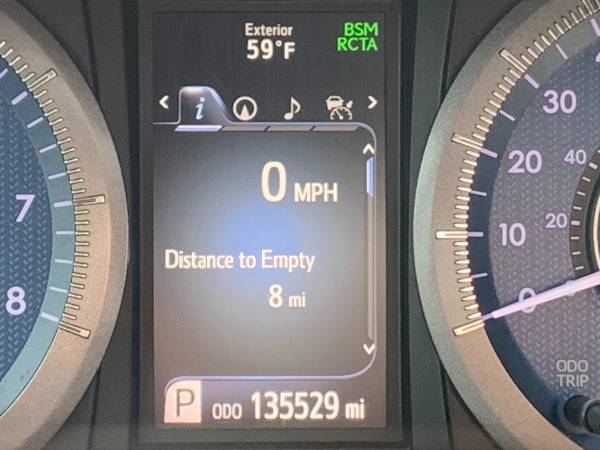 Exterior
59°F
BSM
RCTA
< i >
0 MPH
Distance to Empty
8 mi
P ODO 135529 mi
7
8
30
20
10
0
40
20
0
ODO
TRIP